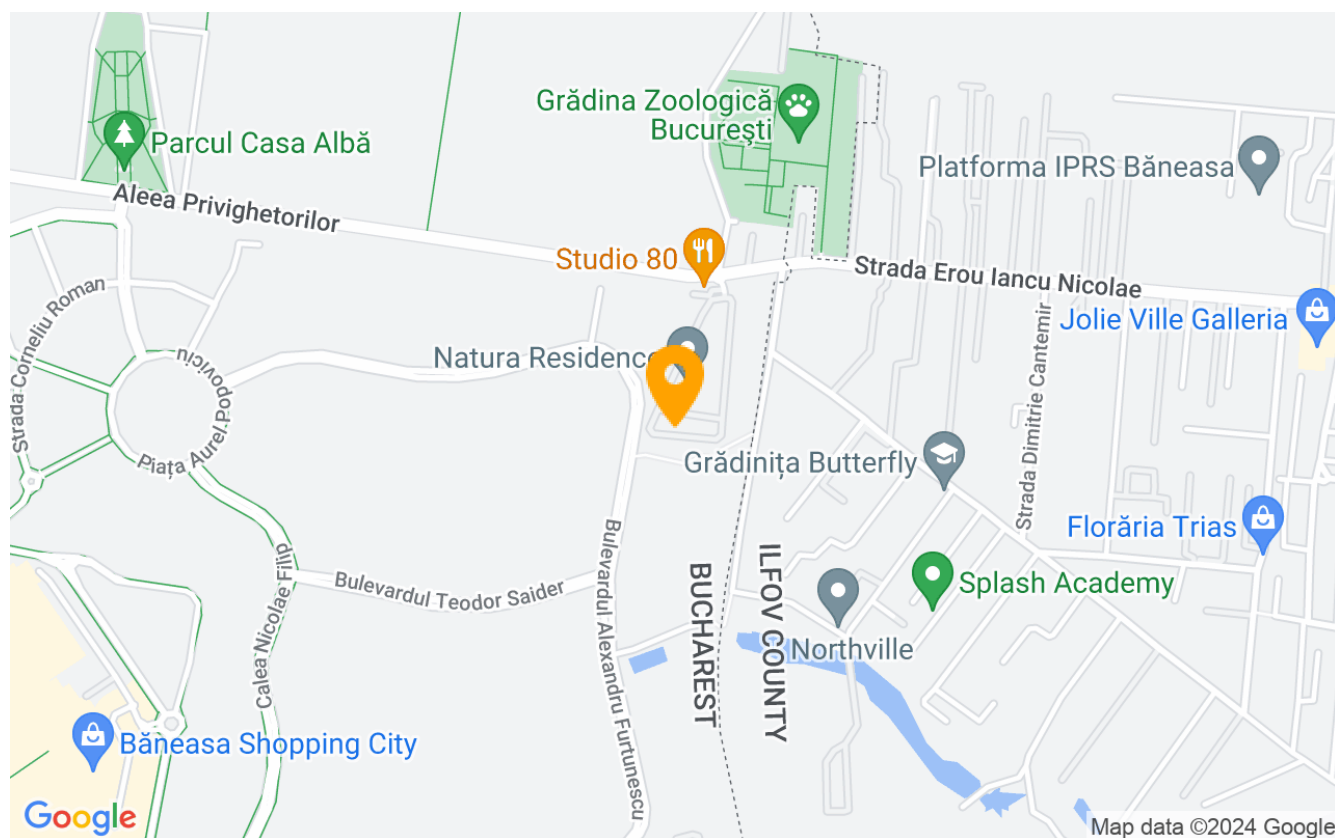 Grădina Zoologică
București
Parcul Casa Albă
Platforma IPRS Băneasa
Aleea Privighetorilor
Studio 80
Strada Erou Iancu Nicolae
Jolie Ville Galleria
Strada Corneliu Roman
Natura Residence
Strada Dimitrie Cantemir
Piața Aurel Popoviciu
Grădinița Butterfly
Florăria Trias
Calea Nicolae Filip
Bulevardul Teodor Saider
Bulevardul Alexandru Furtunescu
BUCHAREST
ILFOV COUNTY
Splash Academy
Northville
Băneasa Shopping City
Google
Map data ©2024 Google